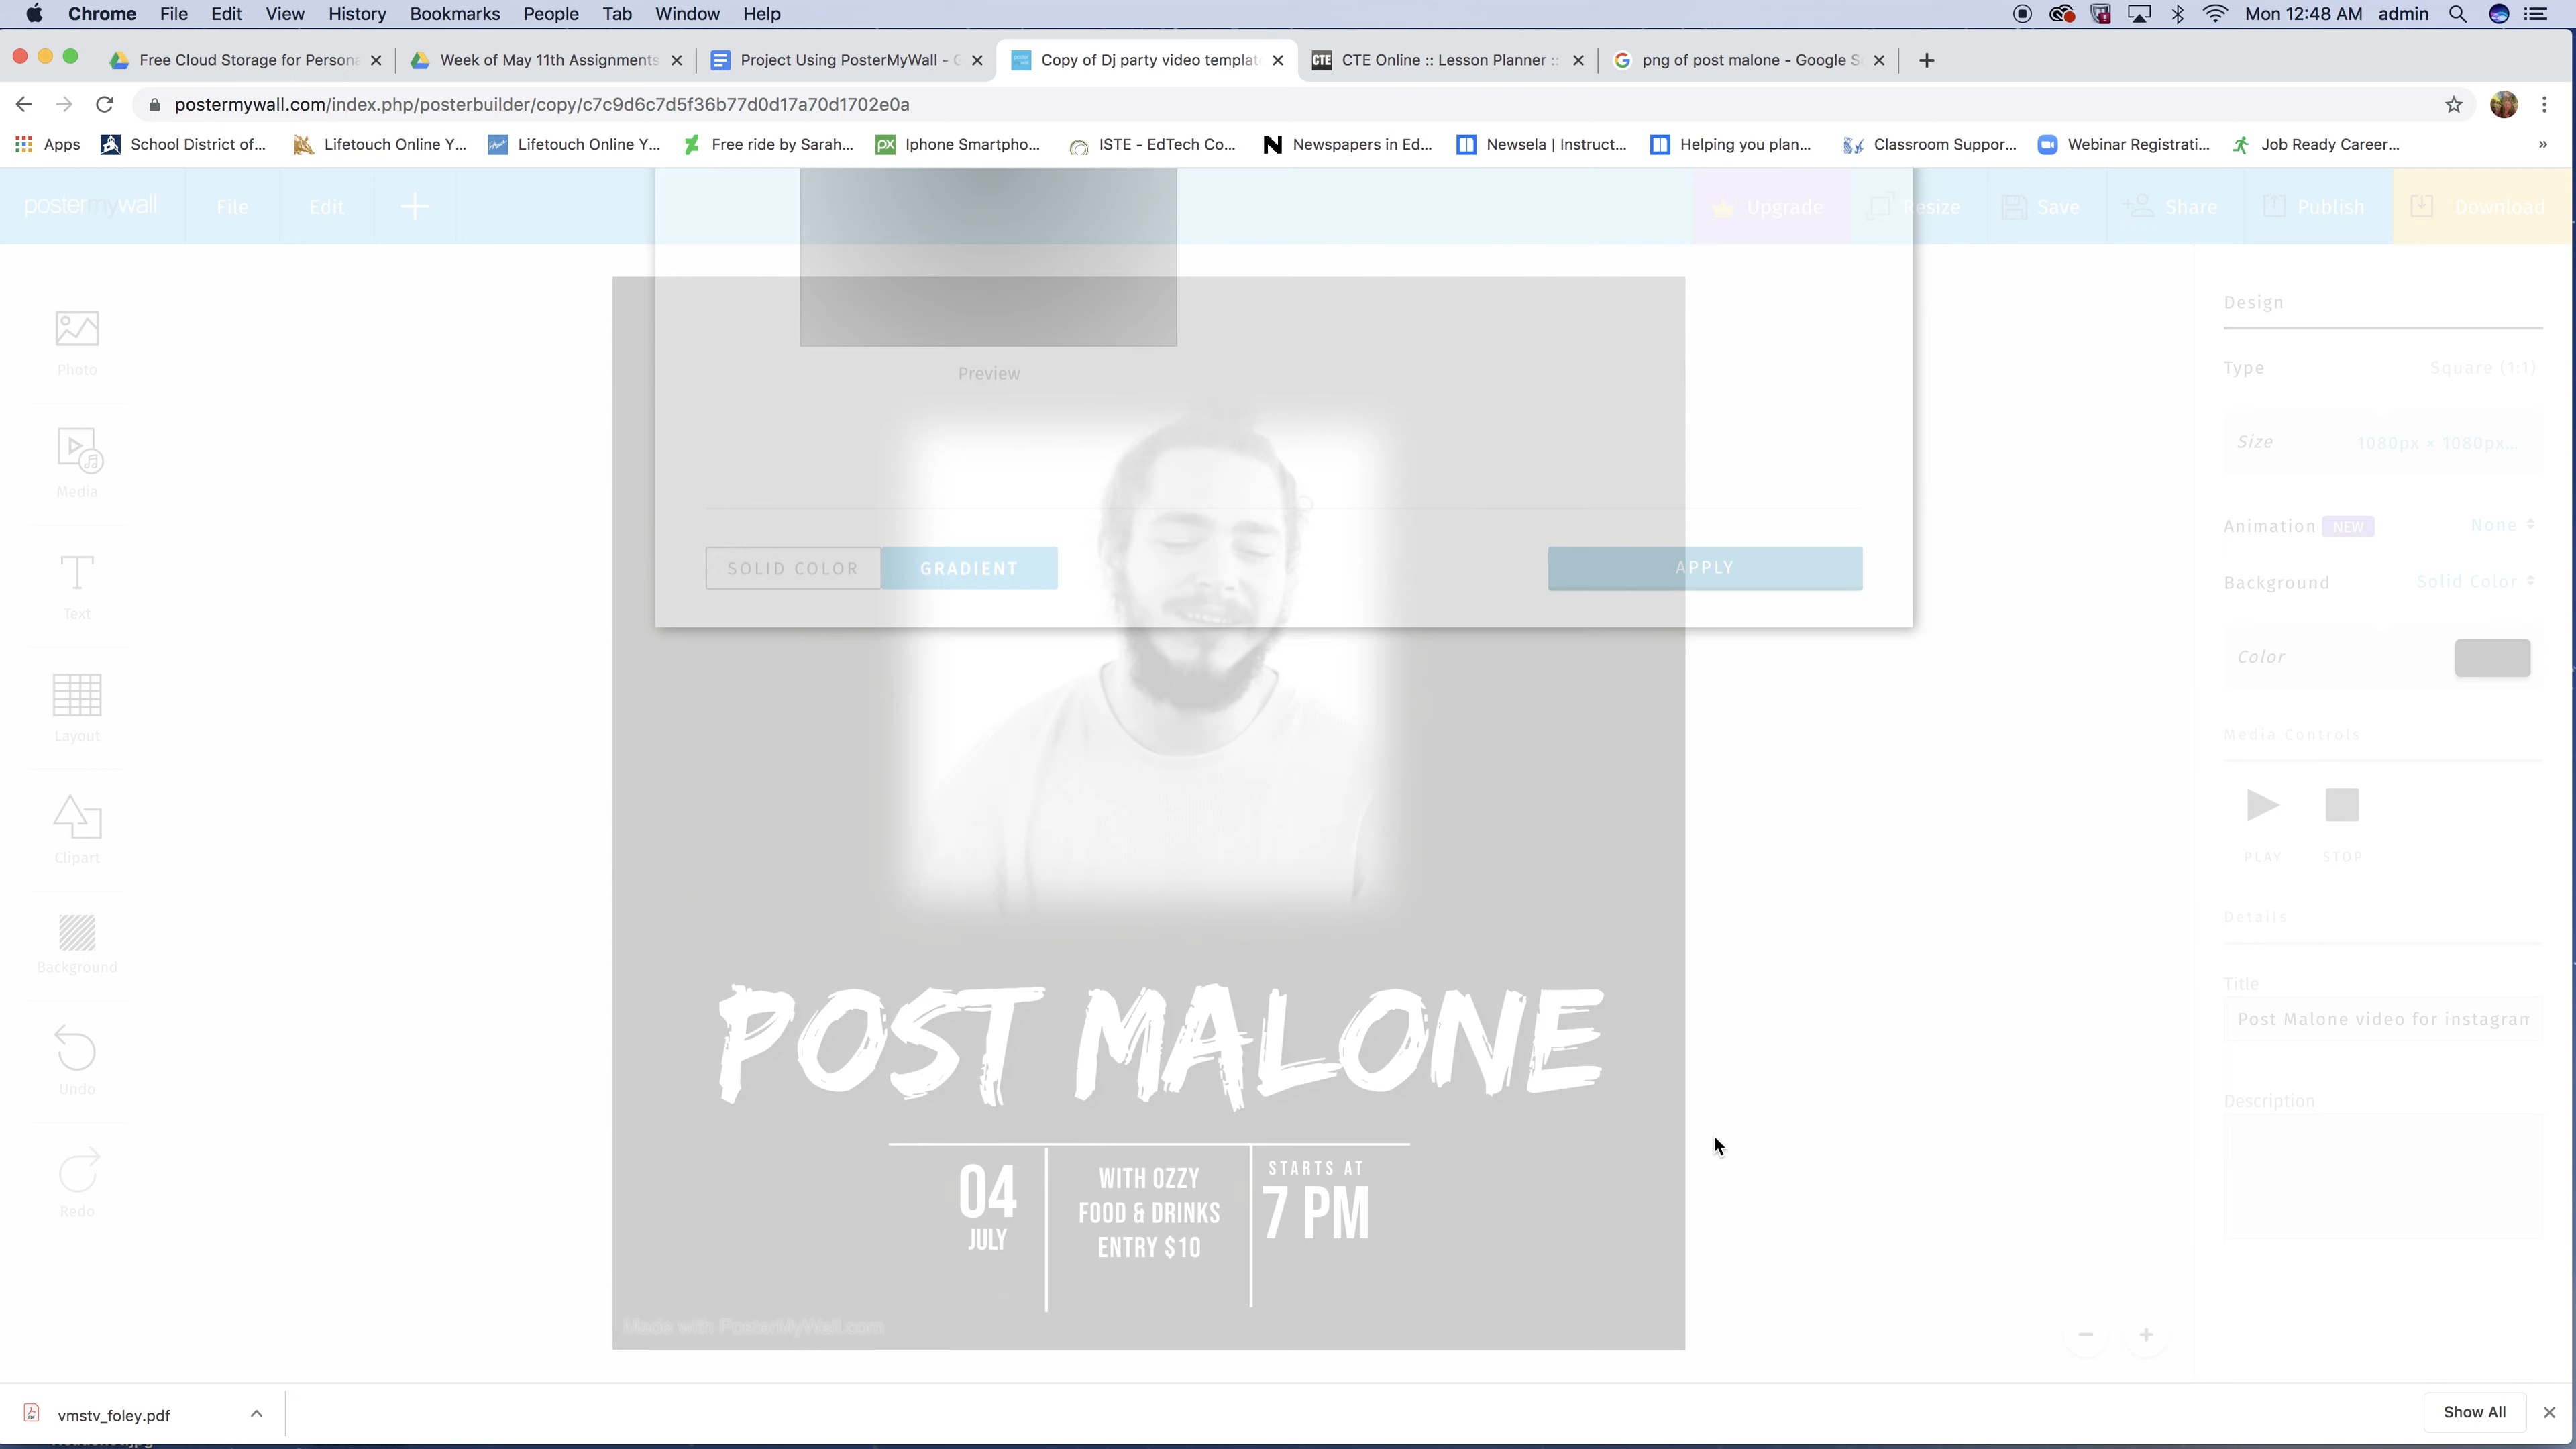 Chrome File Edit View History Bookmarks People Tab Window Help Mon 12:48 AM admin
Free Cloud Storage for Persona Week of May 11th Assignments Project Using PosterMyWall - C Copy of Dj party video templat CTE Online :: Lesson Planner :: png of post malone - Google S
postermywall.com/index.php/posterbuilder/copy/c7c9d6c7d5f36b77d0d17a70d1702e0a
Apps School District of... Lifetouch Online Y... Lifetouch Online Y... Free ride by Sarah... Iphone Smartpho... ISTE - EdTech Co... Newspapers in Ed... Newsela | Instruct... Helping you plan... Classroom Suppor... Webinar Registrati... Job Ready Career... »
postermywall File Edit + Upgrade Resize Save Share Publish Download
Design
Photo
Type Square (1:1)
Preview
Size 1080px × 1080px...
Media
Animation NEW None
SOLID COLOR GRADIENT APPLY
Background Solid Color
Text
Color
Layout
Media Controls
Clipart
PLAY STOP
Details
Background
Title
Post Malone video for instagram
POST MALONE
Undo
Description
04
JULY
WITH OZZY
FOOD & DRINKS
ENTRY $10
STARTS AT
7 PM
Redo
Made with PosterMyWall.com
vmstv_foley.pdf Show All